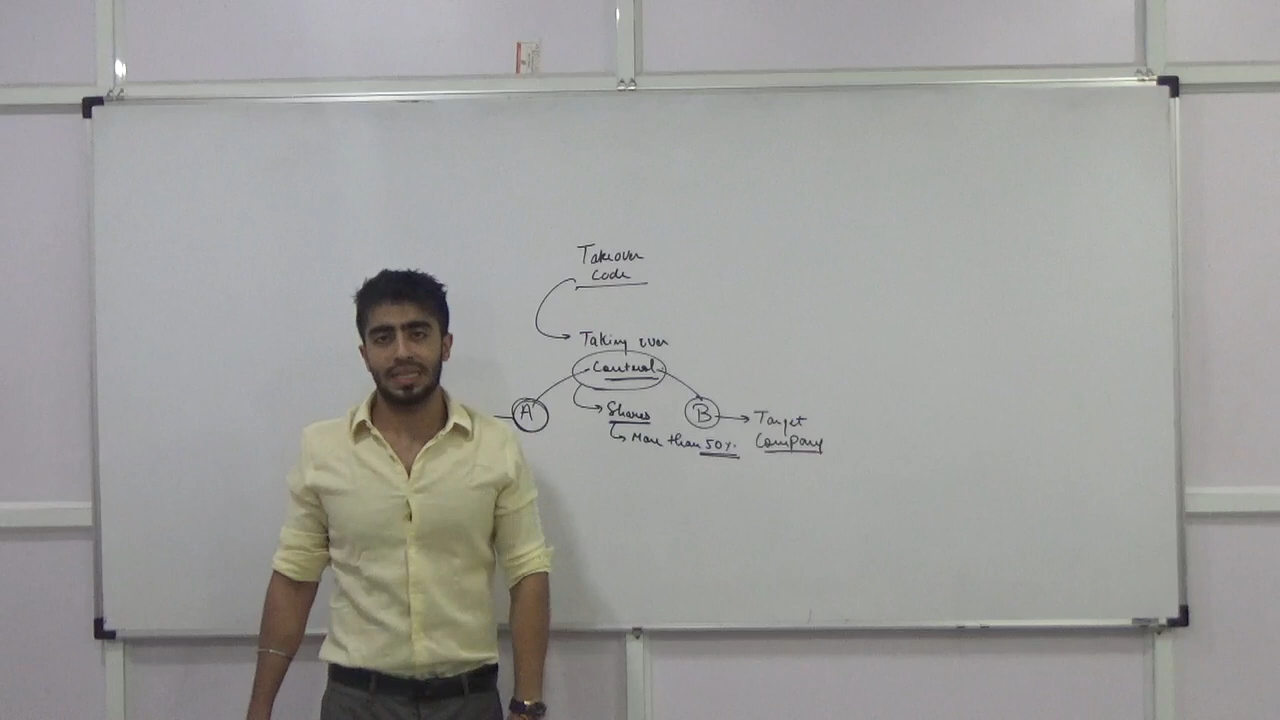 Takeover
Code
Taking over
Control
A
Shares
More than 50%.
B
Target
Company